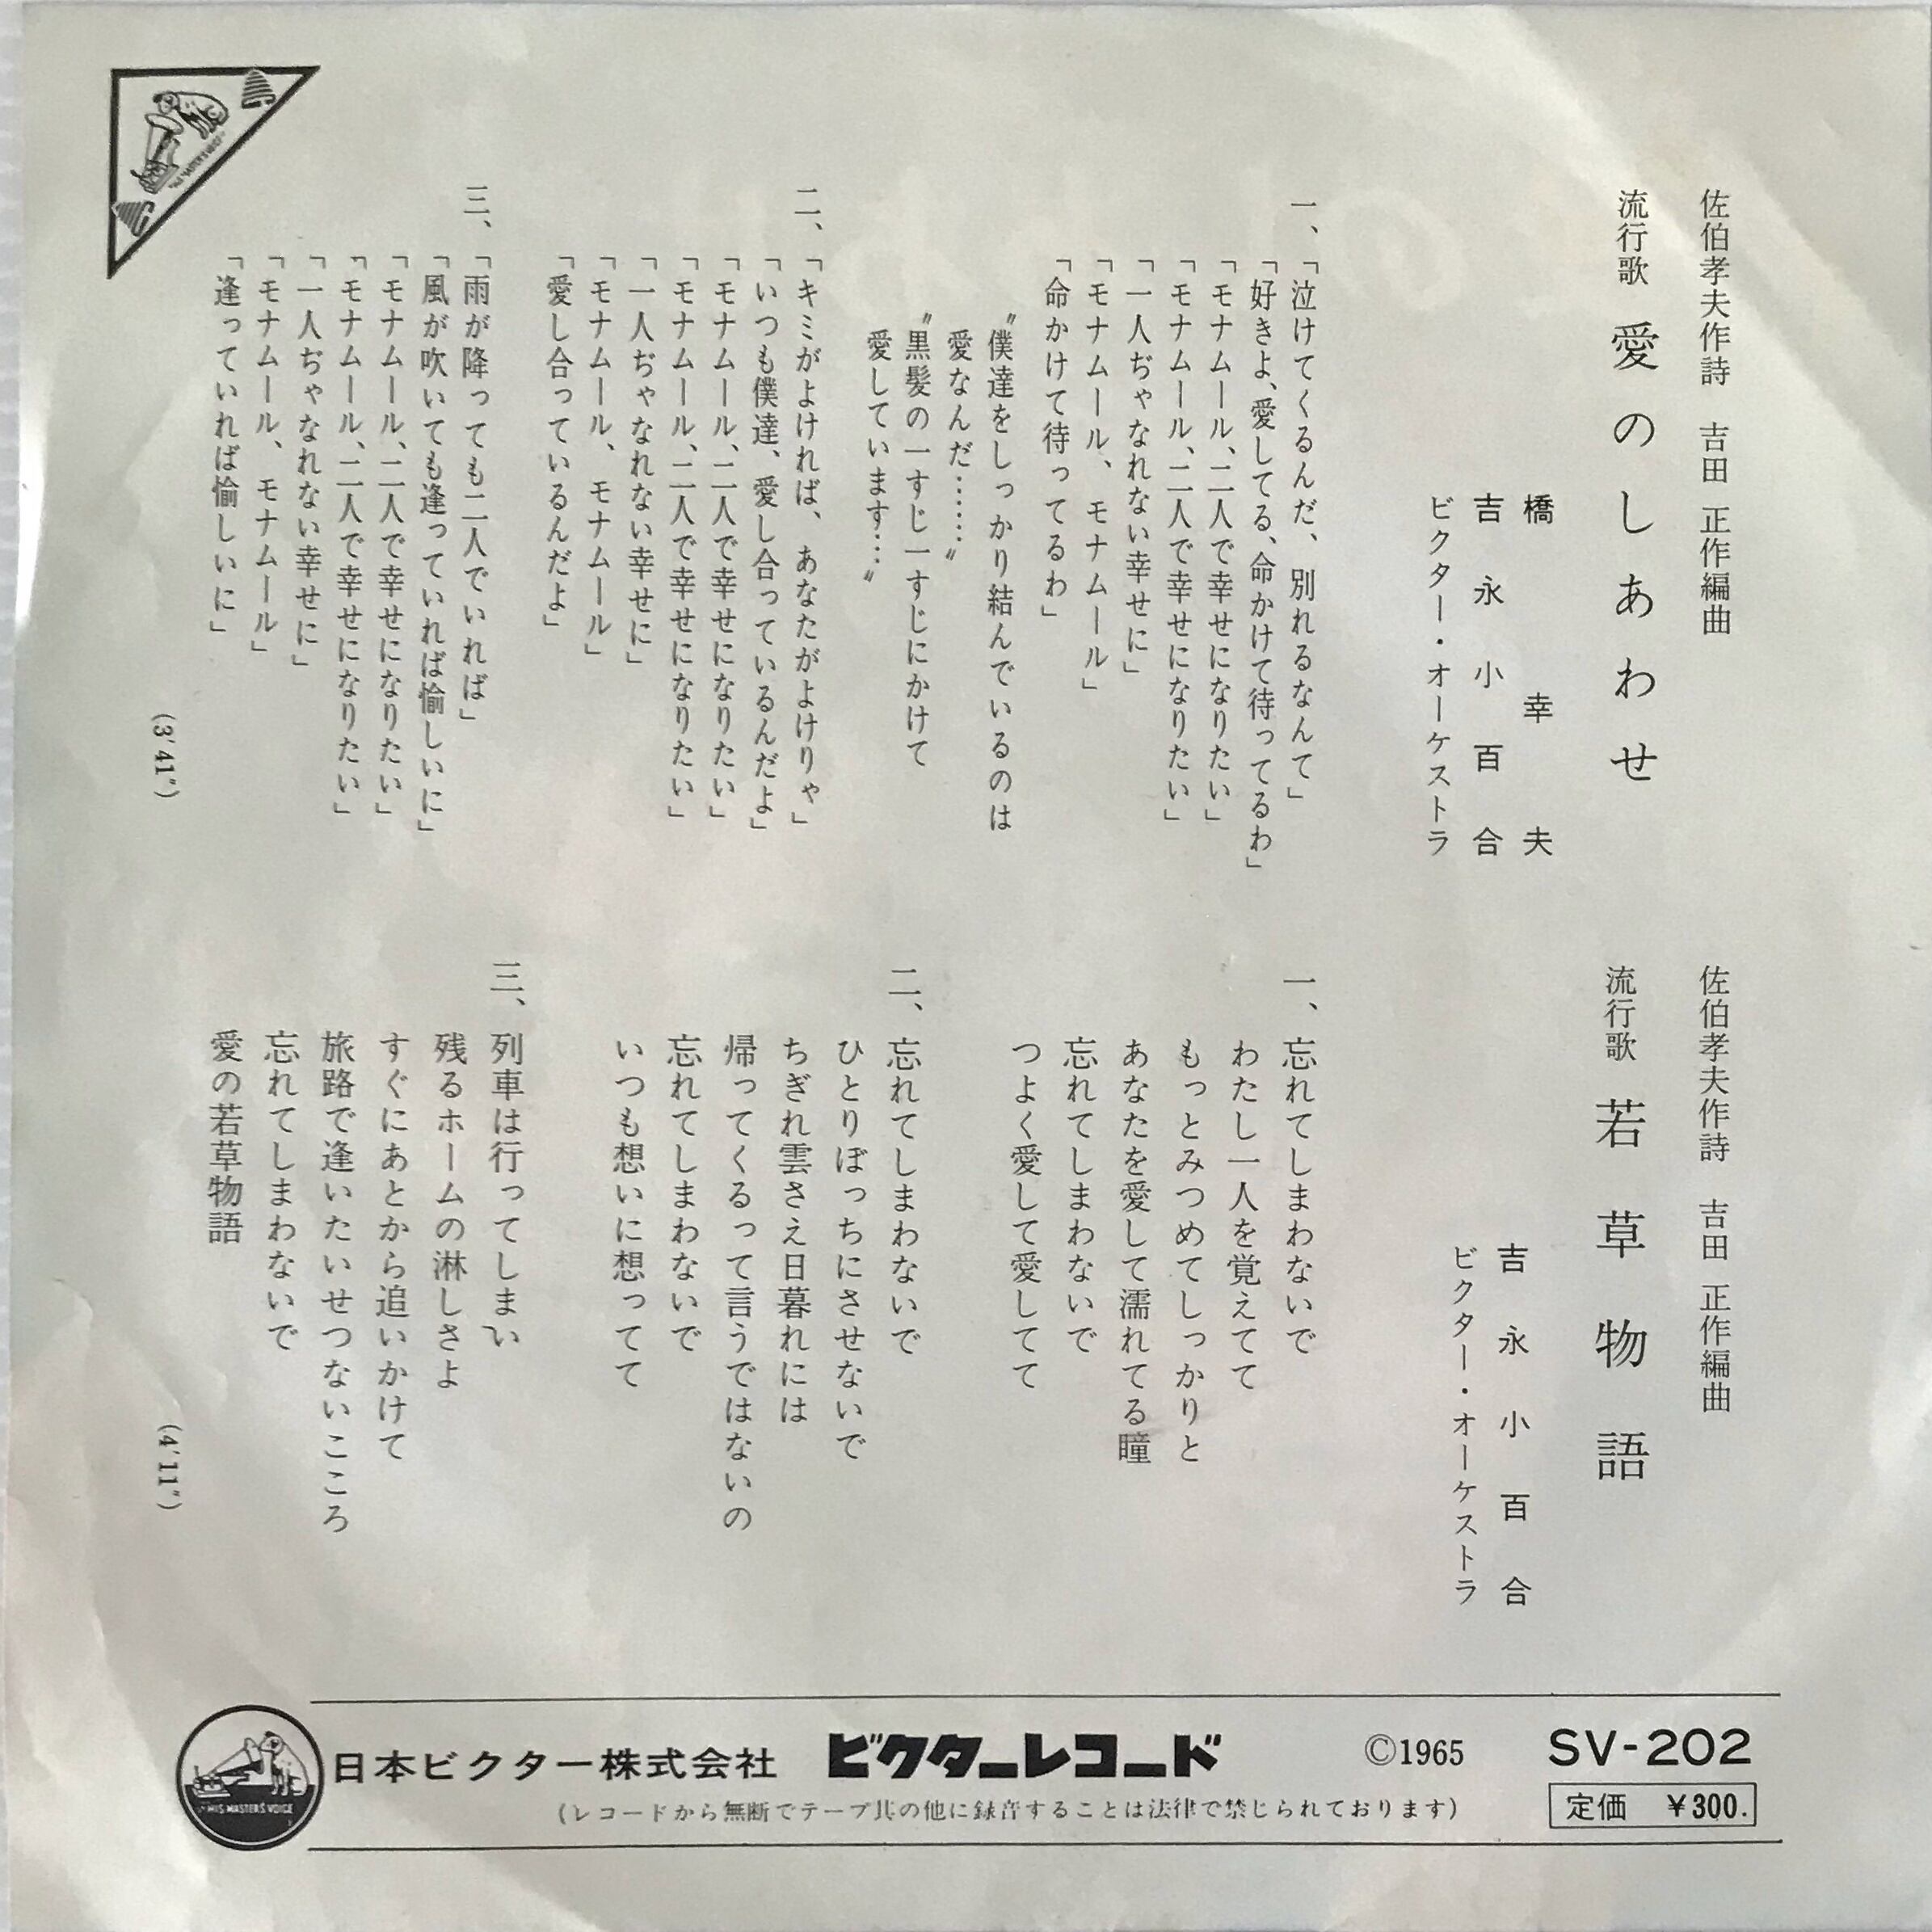 佐伯孝夫作詩　吉田 正作編曲
流行歌　愛のしあわせ
橋幸夫
吉永小百合
ビクター・オーケストラ
一、「泣けてくるんだ、別れるなんて」
「好きよ、愛してる、命かけて待ってるわ」
「モナムール、二人で幸せになりたい」
「モナムール、二人で幸せになりたい」
「一人ぢゃなれない幸せに」
「モナムール、モナムール」
「命かけて待ってるわ」
〝僕達をしっかり結んでいるのは
愛なんだ……〟
〝黒髪の一すじ一すじにかけて
愛しています…〟
二、「キミがよければ、あなたがよけりゃ」
「いつも僕達、愛し合っているんだよ」
「モナムール、二人で幸せになりたい」
「モナムール、二人で幸せになりたい」
「一人ぢゃなれない幸せに」
「モナムール、モナムール」
「愛し合っているんだよ」
三、「雨が降っても二人でいれば」
「風が吹いても逢っていれば愉しいに」
「モナムール、二人で幸せになりたい」
「モナムール、二人で幸せになりたい」
「一人ぢゃなれない幸せに」
「モナムール、モナムール」
「逢っていれば愉しいに」
(3′41″)
佐伯孝夫作詩　吉田 正作編曲
流行歌　若草物語
吉永小百合
ビクター・オーケストラ
一、忘れてしまわないで
わたし一人を覚えてて
もっとみつめてしっかりと
あなたを愛して濡れてる瞳
忘れてしまわないで
つよく愛して愛してて
二、忘れてしまわないで
ひとりぼっちにさせないで
ちぎれ雲さえ日暮れには
帰ってくるって言うではないの
忘れてしまわないで
いつも想いに想ってて
三、列車は行ってしまい
残るホームの淋しさよ
すぐにあとから追いかけて
旅路で逢いたいせつないこころ
忘れてしまわないで
愛の若草物語
(4′11″)
"HIS MASTER'S VOICE"
日本ビクター株式会社　ビクターレコード　©1965　SV-202
(レコードから無断でテープ其の他に録音することは法律で禁じられております)
定価　¥300.